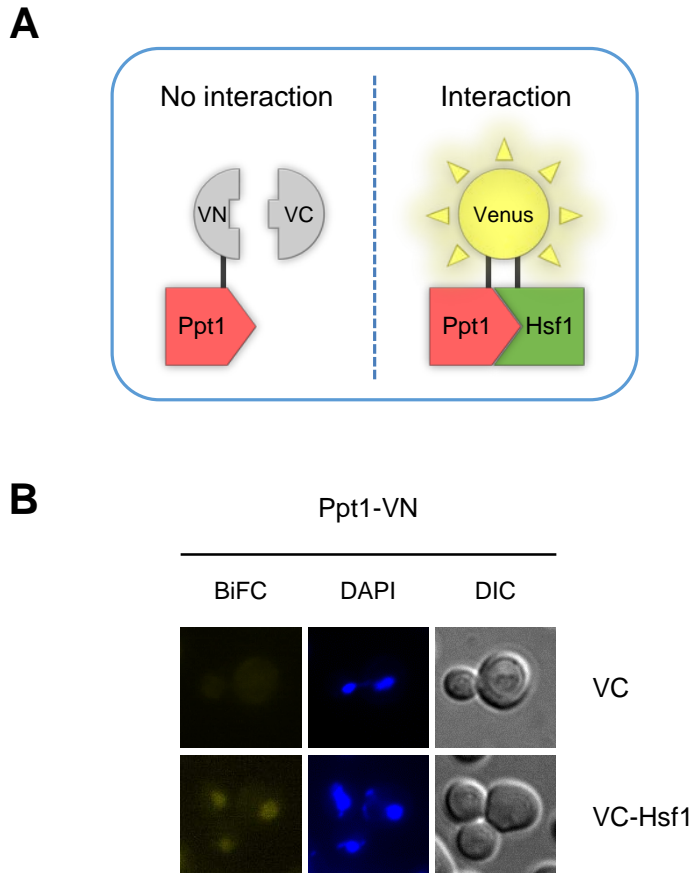 A
No interaction
Interaction
VN
VC
Venus
Ppt1
Ppt1
Hsf1
B
Ppt1-VN
BiFC
DAPI
DIC
VC
VC-Hsf1